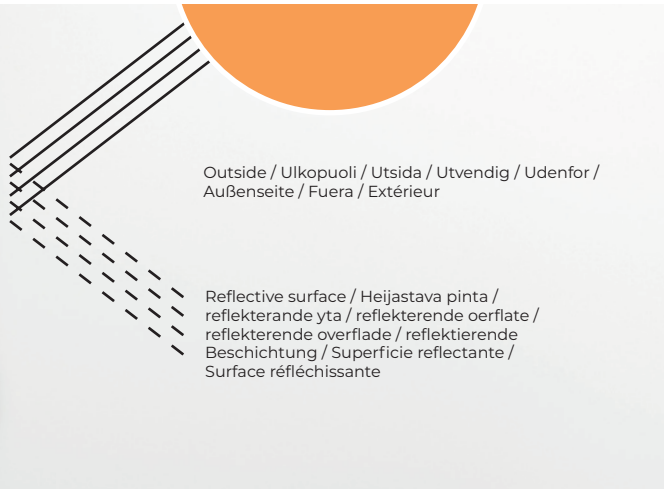 Outside / Ulkopuoli / Utsida / Utvendig / Udenfor /
Außenseite / Fuera / Extérieur
Reflective surface / Heijastava pinta /
reflekterande yta / reflekterende oerflate /
reflekterende overflade / reflektierende
Beschichtung / Superficie reflectante /
Surface réfléchissante